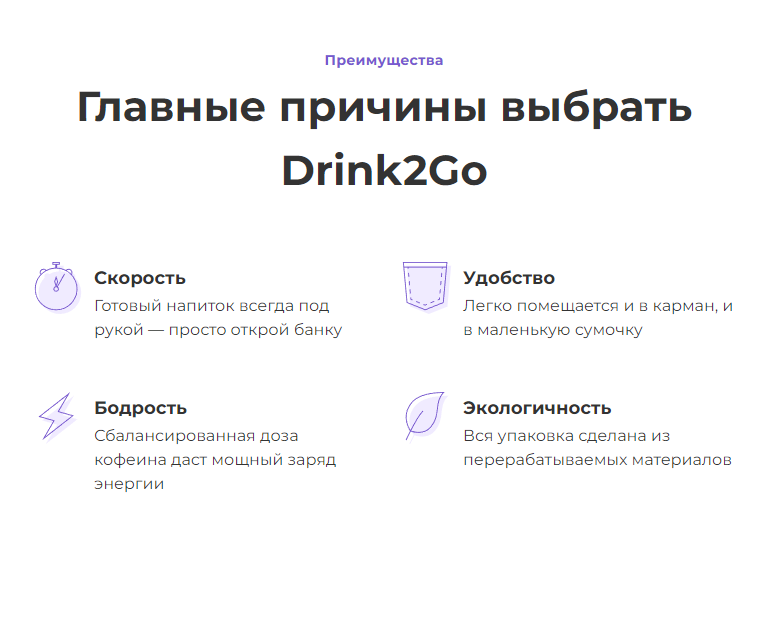 Преимущества
Главные причины выбрать
Drink2Go
Скорость
Готовый напиток всегда под
рукой — просто открой банку
Удобство
Легко помещается и в карман, и
в маленькую сумочку
Бодрость
Сбалансированная доза
кофеина даст мощный заряд
энергии
Экологичность
Вся упаковка сделана из
перерабатываемых материалов